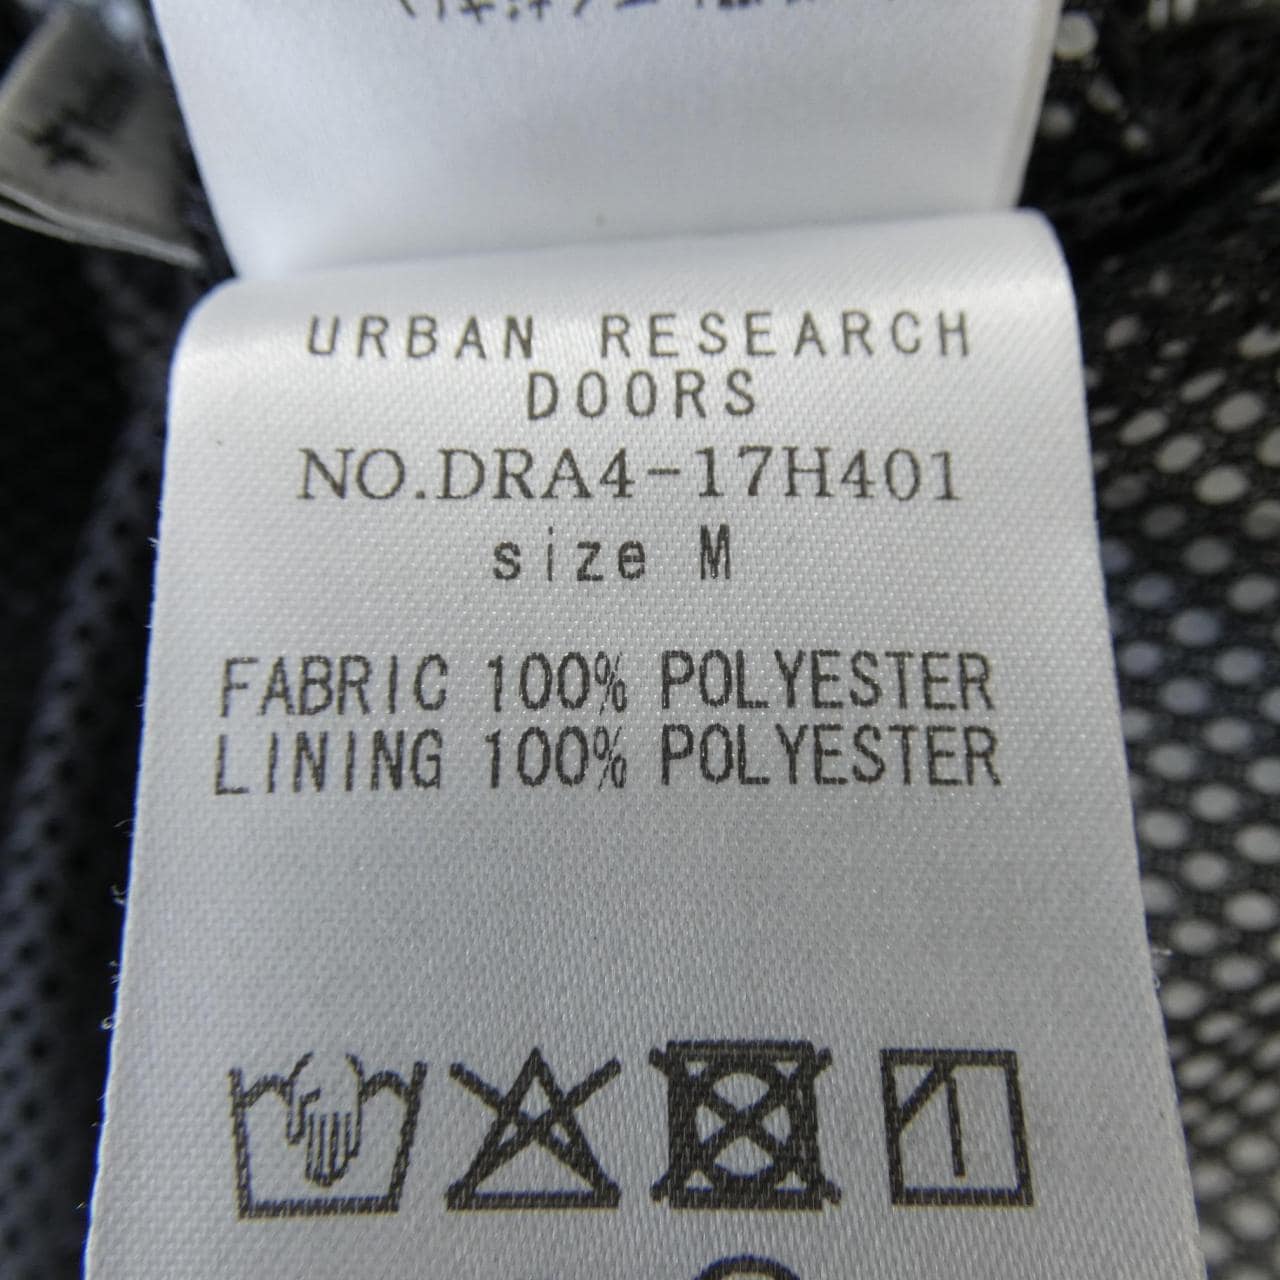 URBAN RESEARCH
DOORS
NO.DRA4-17H401
size M
FABRIC 100% POLYESTER
LINING 100% POLYESTER